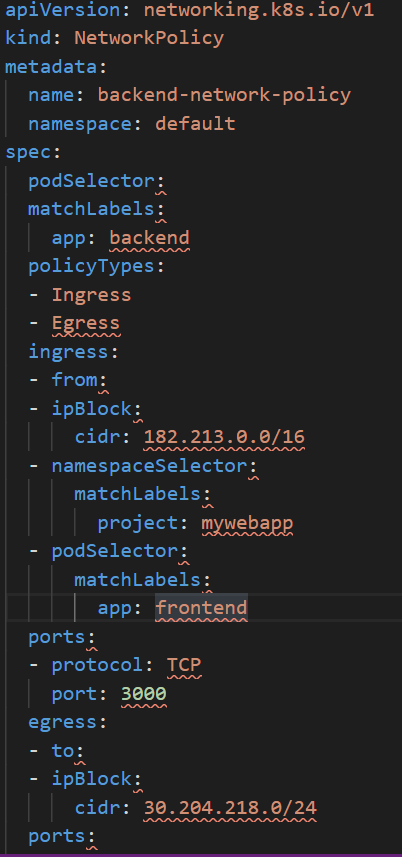 apiVersion: networking.k8s.io/v1
kind: NetworkPolicy
metadata:
  name: backend-network-policy
  namespace: default
spec:
  podSelector:
  matchLabels:
    app: backend
  policyTypes:
  - Ingress
  - Egress
  ingress:
  - from:
  - ipBlock:
      cidr: 182.213.0.0/16
  - namespaceSelector:
      matchLabels:
        project: mywebapp
  - podSelector:
      matchLabels:
        app: frontend
  ports:
  - protocol: TCP
    port: 3000
  egress:
  - to:
  - ipBlock:
      cidr: 30.204.218.0/24
  ports: